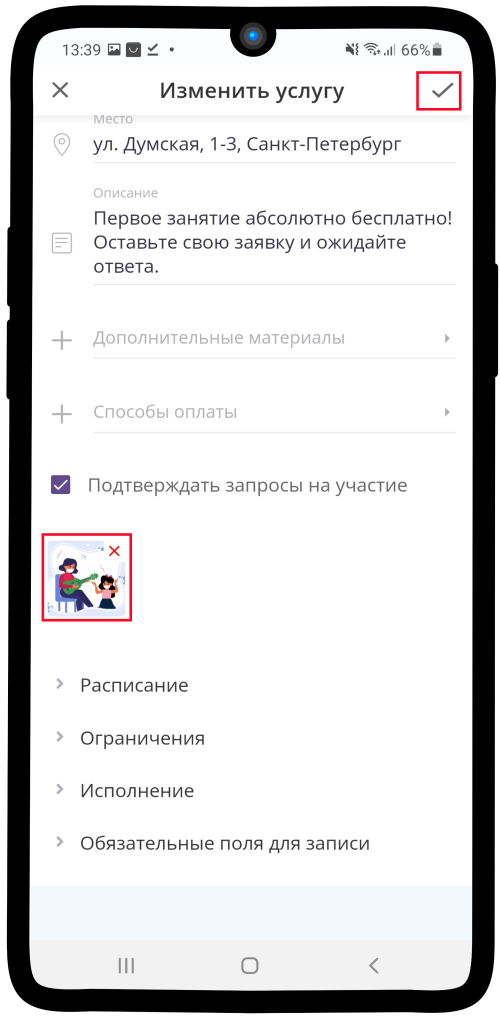 13:39
66%
Изменить услугу
Место
ул. Думская, 1-3, Санкт-Петербург
Описание
Первое занятие абсолютно бесплатно!
Оставьте свою заявку и ожидайте
ответа.
Дополнительные материалы
Способы оплаты
Подтверждать запросы на участие
Расписание
Ограничения
Исполнение
Обязательные поля для записи